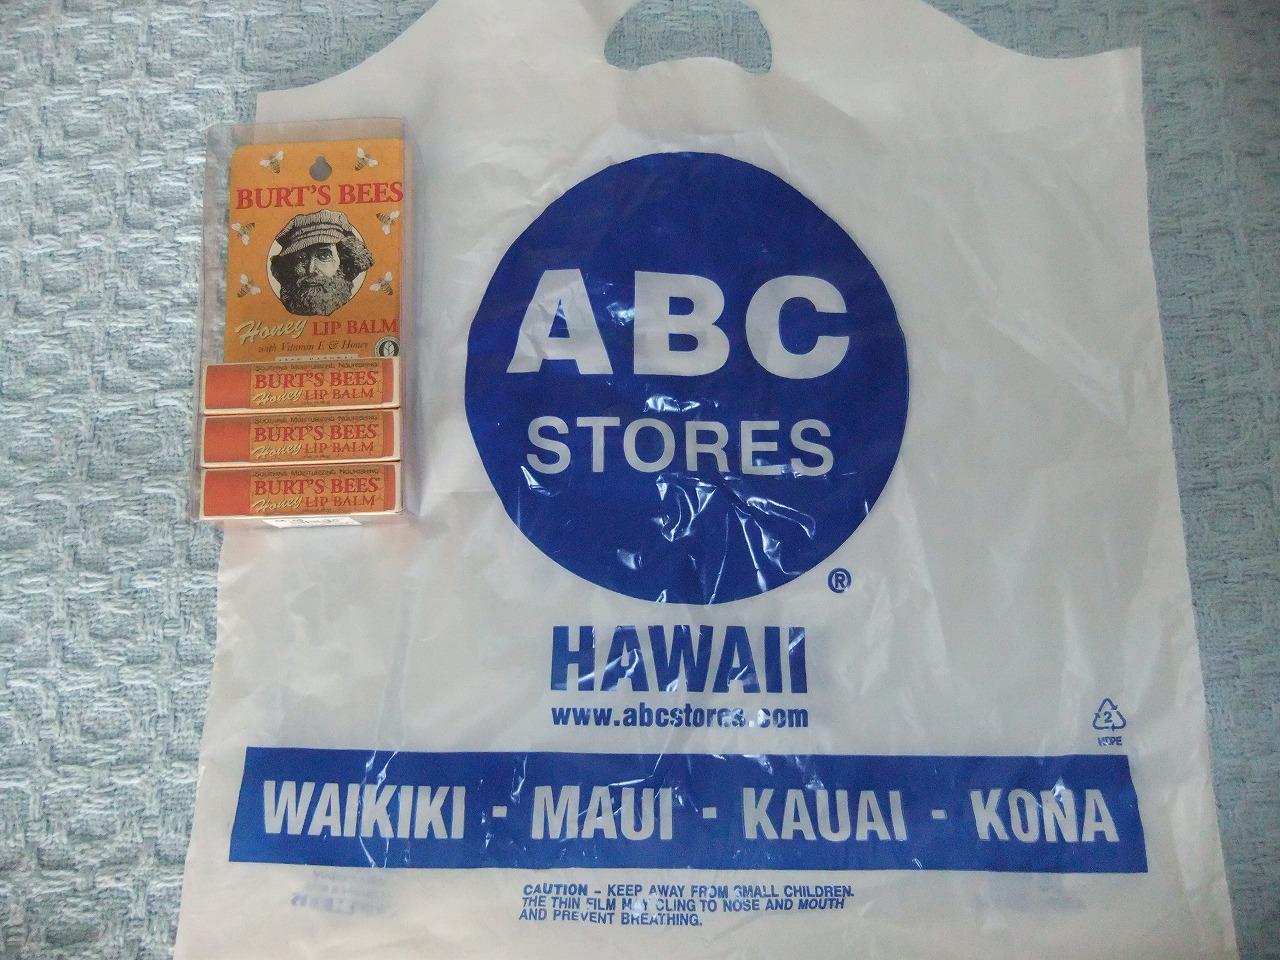 BURT'S BEES
Honey LIP BALM
with Vitamin E & Honey
SOOTHING MOISTURIZING NOURISHING
BURT'S BEES
Honey LIP BALM
SOOTHING MOISTURIZING NOURISHING
BURT'S BEES
Honey LIP BALM
SOOTHING MOISTURIZING NOURISHING
BURT'S BEES
Honey LIP BALM
ABC
STORES
®
HAWAII
www.abcstores.com
2
HDPE
WAIKIKI - MAUI - KAUAI - KONA
CAUTION - KEEP AWAY FROM SMALL CHILDREN.
THE THIN FILM MAY CLING TO NOSE AND MOUTH
AND PREVENT BREATHING.